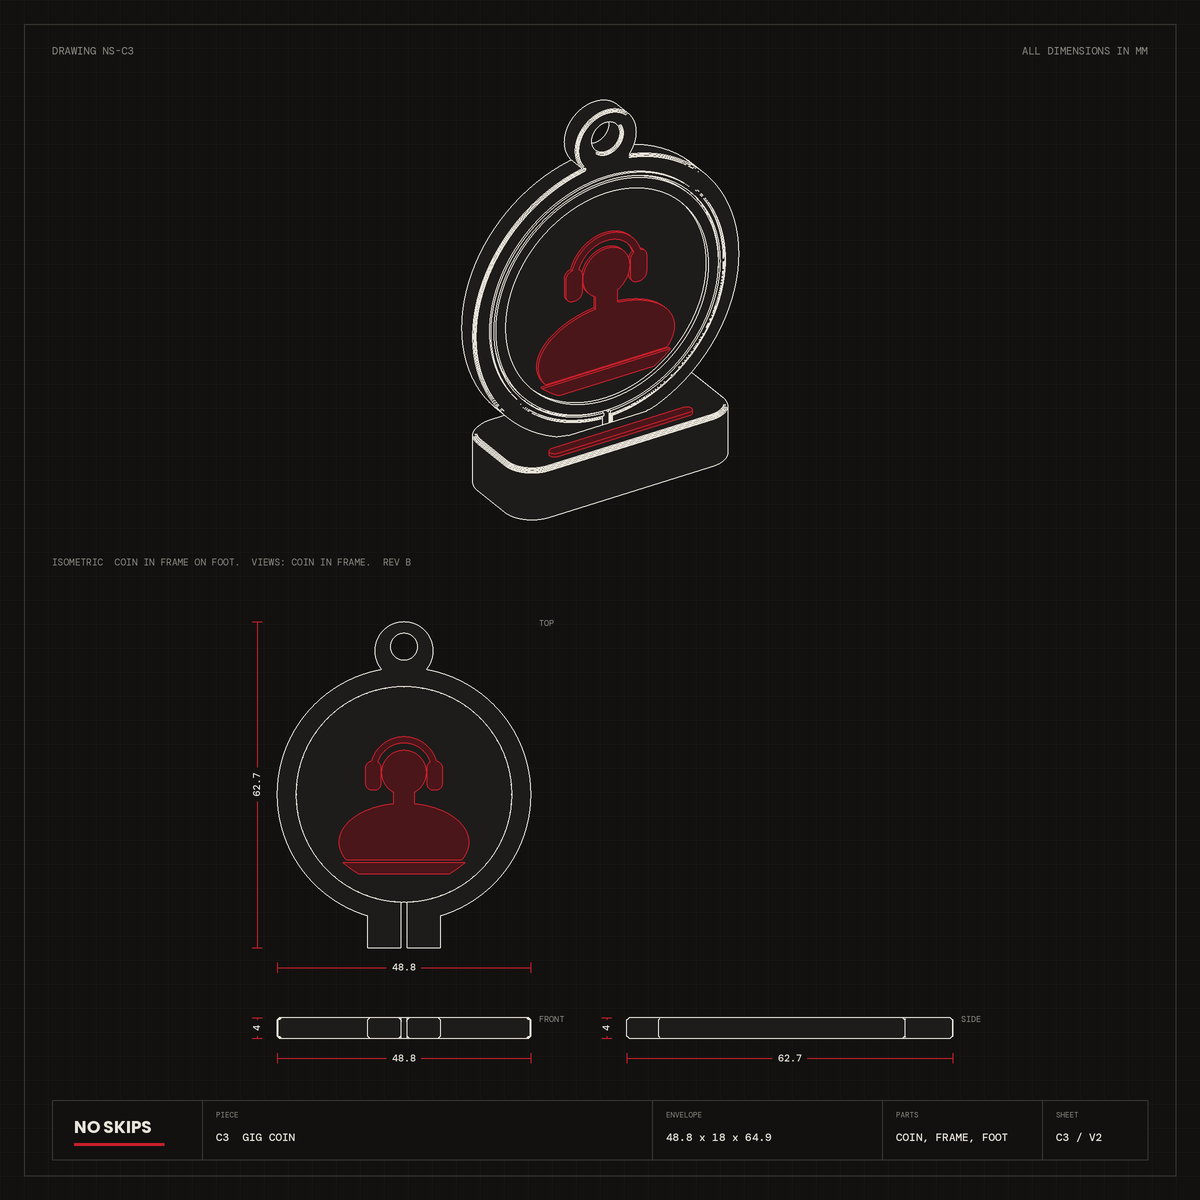 DRAWING NS-C3
ALL DIMENSIONS IN MM
ISOMETRIC  COIN IN FRAME ON FOOT.  VIEWS: COIN IN FRAME.  REV B
TOP
62.7
48.8
4
FRONT
48.8
4
SIDE
62.7
NO SKIPS
PIECE
C3  GIG COIN
ENVELOPE
48.8 x 18 x 64.9
PARTS
COIN, FRAME, FOOT
SHEET
C3 / V2